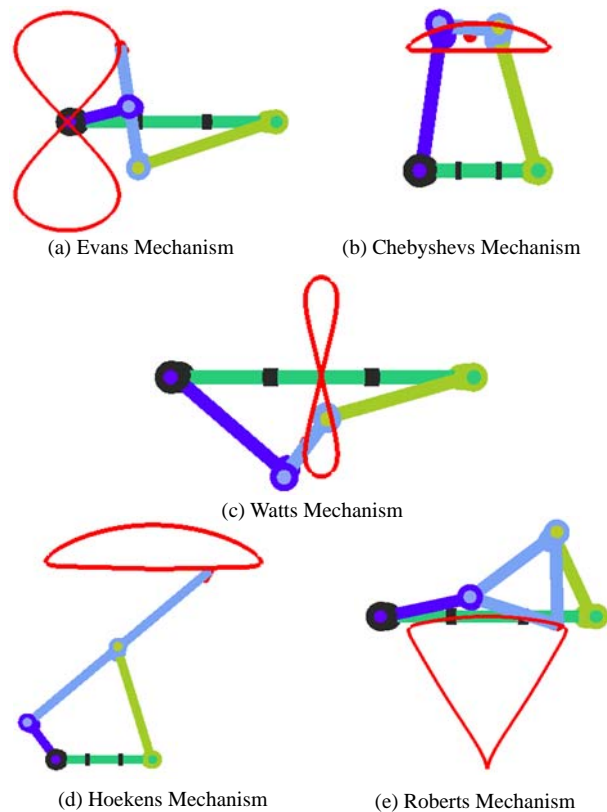 (a) Evans Mechanism
(b) Chebyshevs Mechanism
(c) Watts Mechanism
(d) Hoekens Mechanism
(e) Roberts Mechanism